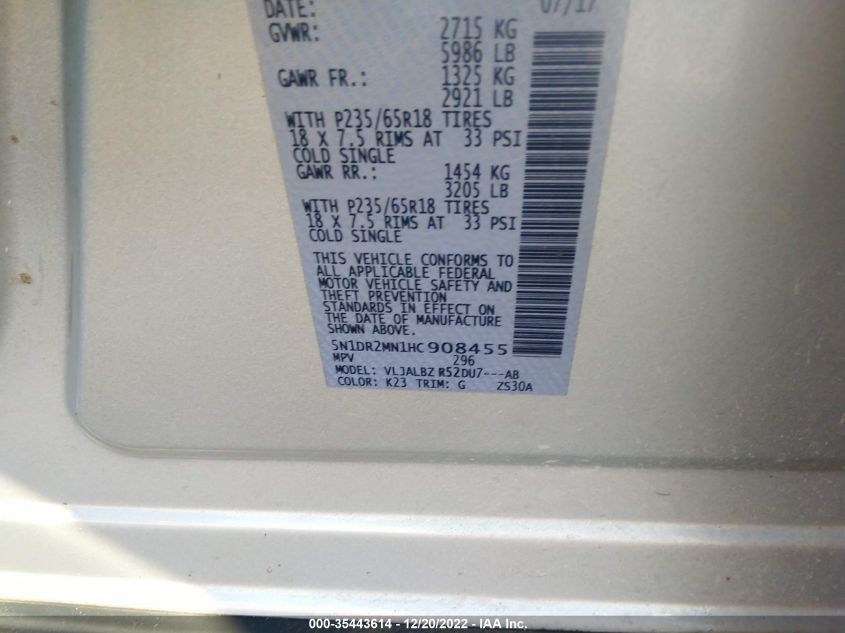 DATE: 07/17
GVWR: 2715 KG
5986 LB
GAWR FR.: 1325 KG
2921 LB
WITH P235/65R18 TIRES
18 X 7.5 RIMS AT 33 PSI
COLD SINGLE
GAWR RR.: 1454 KG
3205 LB
WITH P235/65R18 TIRES
18 X 7.5 RIMS AT 33 PSI
COLD SINGLE
THIS VEHICLE CONFORMS TO
ALL APPLICABLE FEDERAL
MOTOR VEHICLE SAFETY AND
THEFT PREVENTION
STANDARDS IN EFFECT ON
THE DATE OF MANUFACTURE
SHOWN ABOVE.
5N1DR2MN1HC908455
MPV 296
MODEL: VLJALBZ R52DU7---AB
COLOR: K23 TRIM: G ZS30A
000-35443614 - 12/20/2022 - IAA Inc.